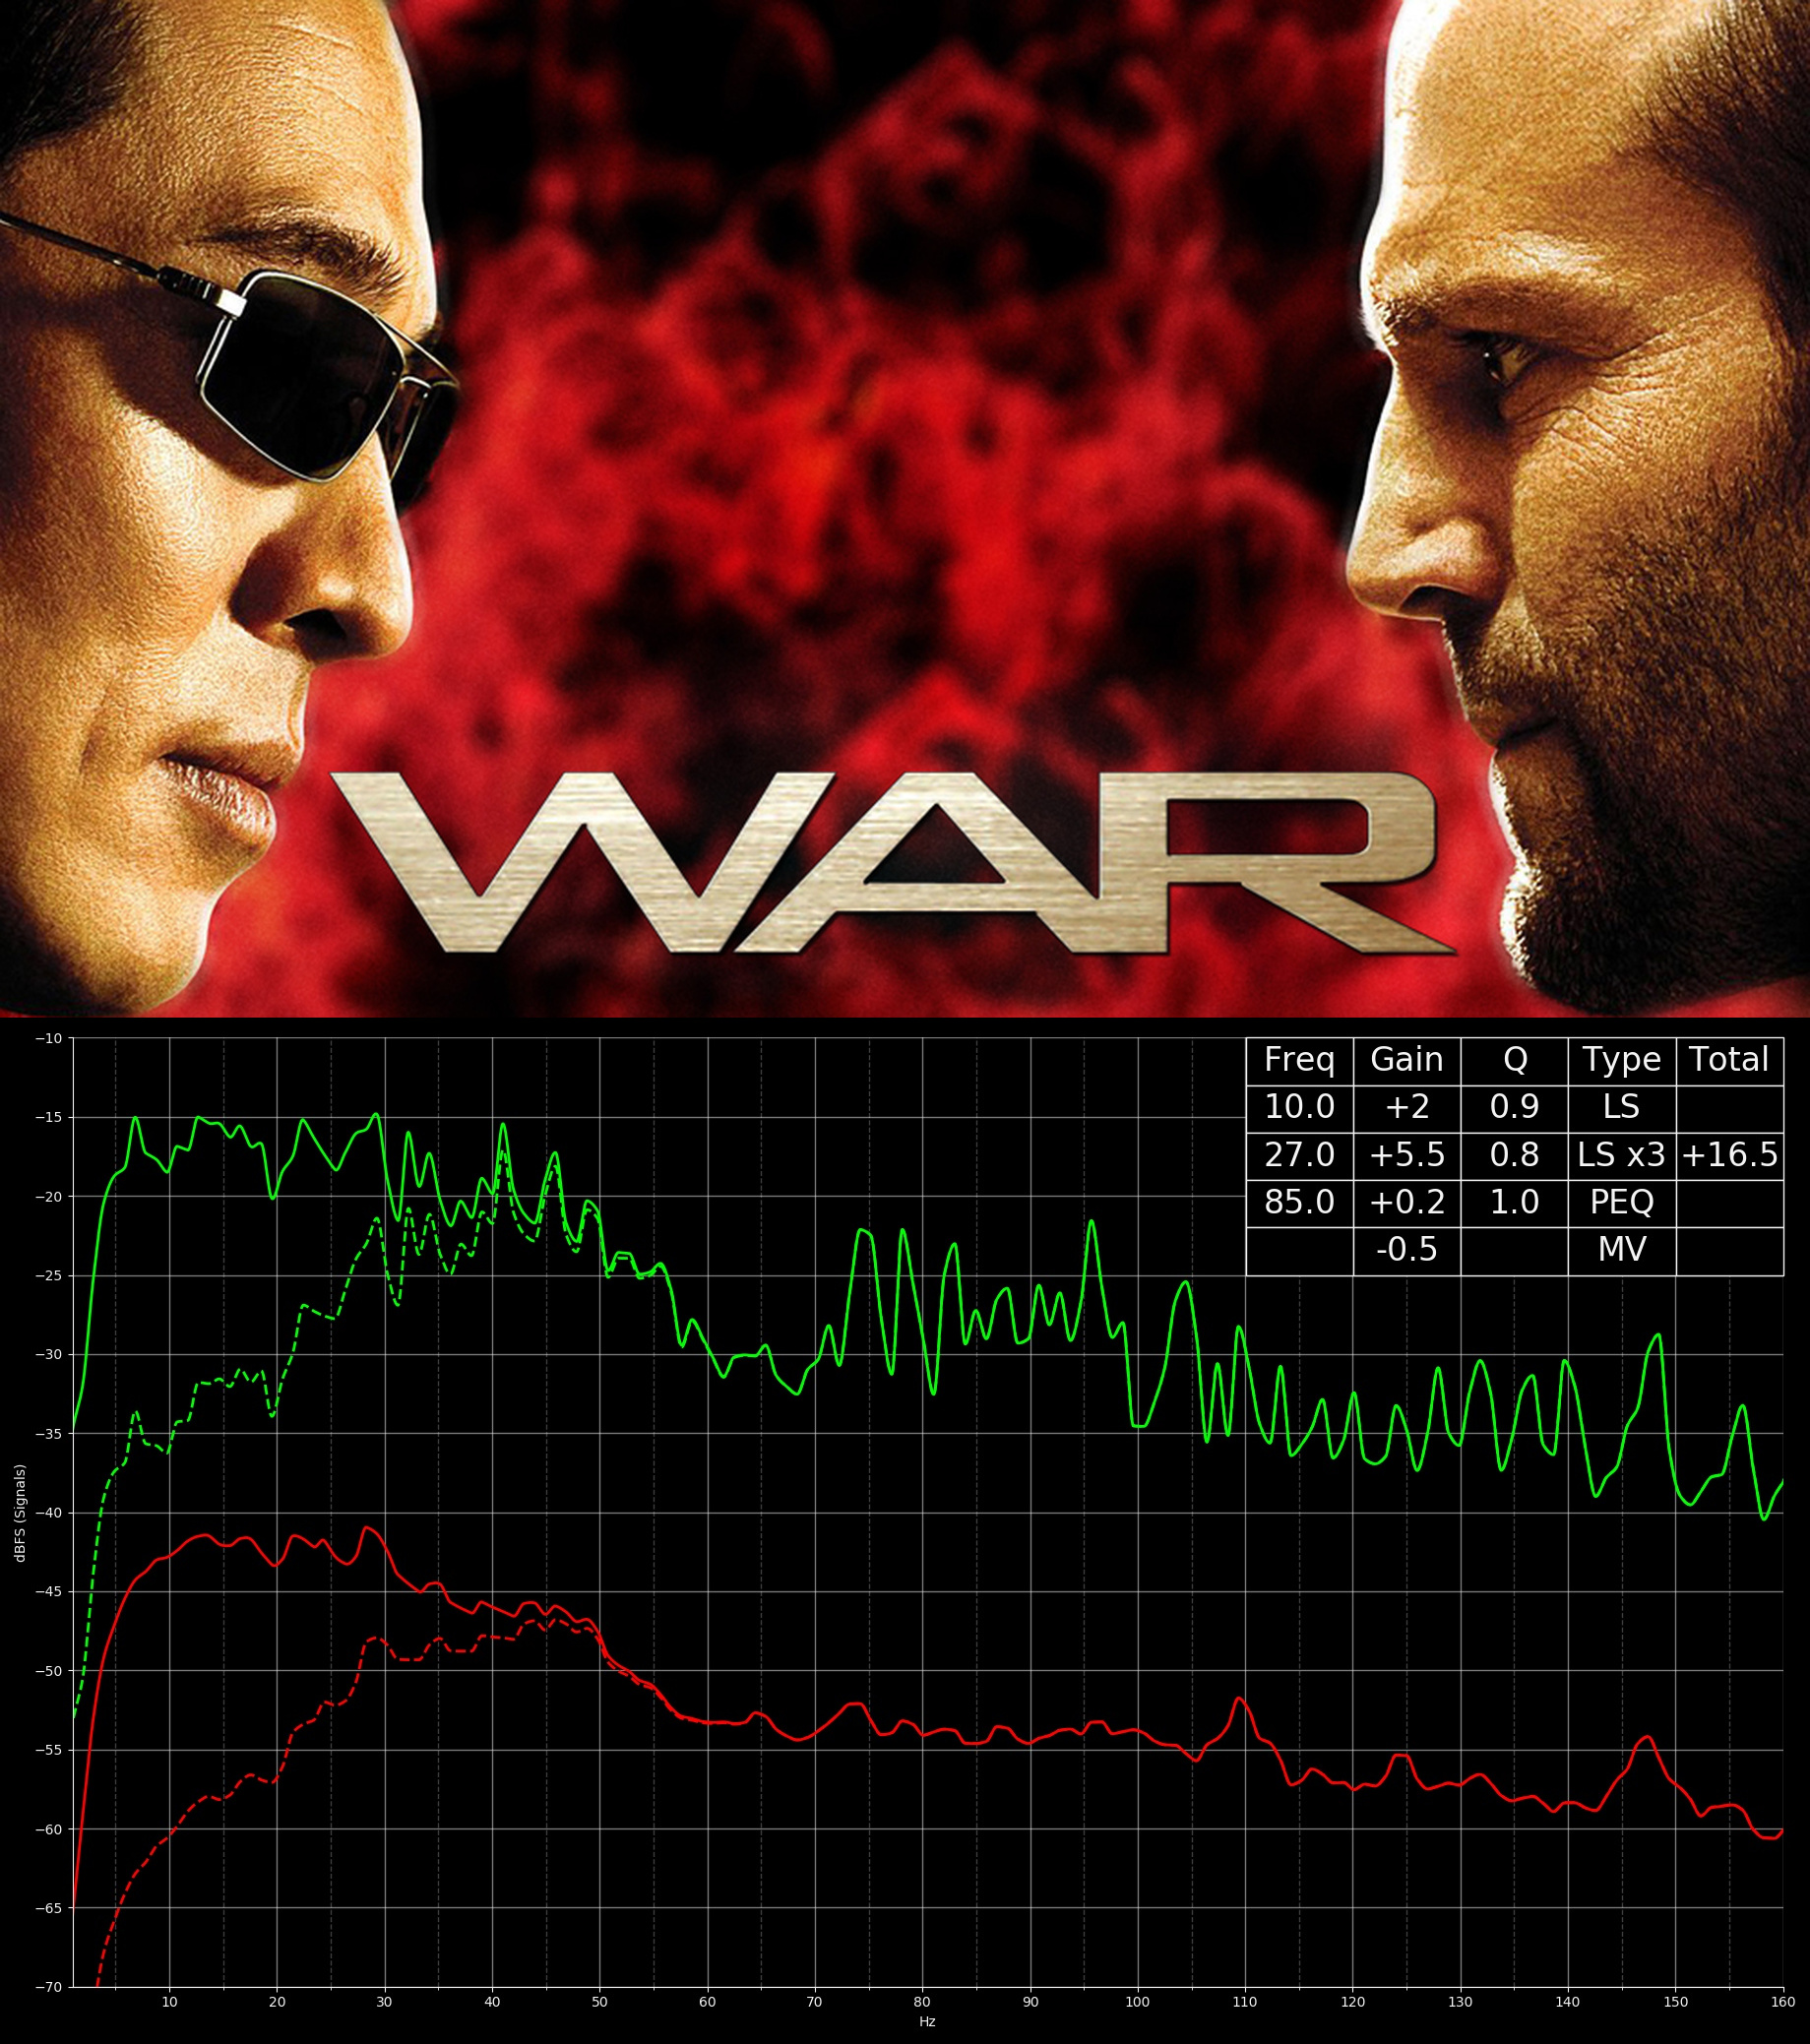 WAR
Freq Gain Q Type Total
10.0 +2 0.9 LS
27.0 +5.5 0.8 LS x3 +16.5
85.0 +0.2 1.0 PEQ
-0.5 MV
−10
−15
−20
−25
−30
−35
−40
−45
−50
−55
−60
−65
−70
dBFS (Signals)
10 20 30 40 50 60 70 80 90 100 110 120 130 140 150 160
Hz